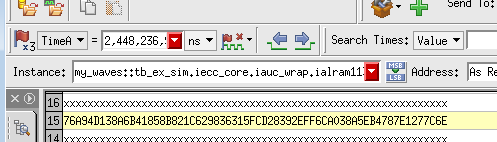 Send To:
TimeA = 2,448,236, ns Search Times: Value
Instance: my_waves::tb_ex_sim.iecc_core.iauc_wrap.ialram11 MSB LSB Address: As Re
16
15 76A94D138A6B41858B821C629836315FCD28392EFF6CA038A5EB4787E1277C6E
14